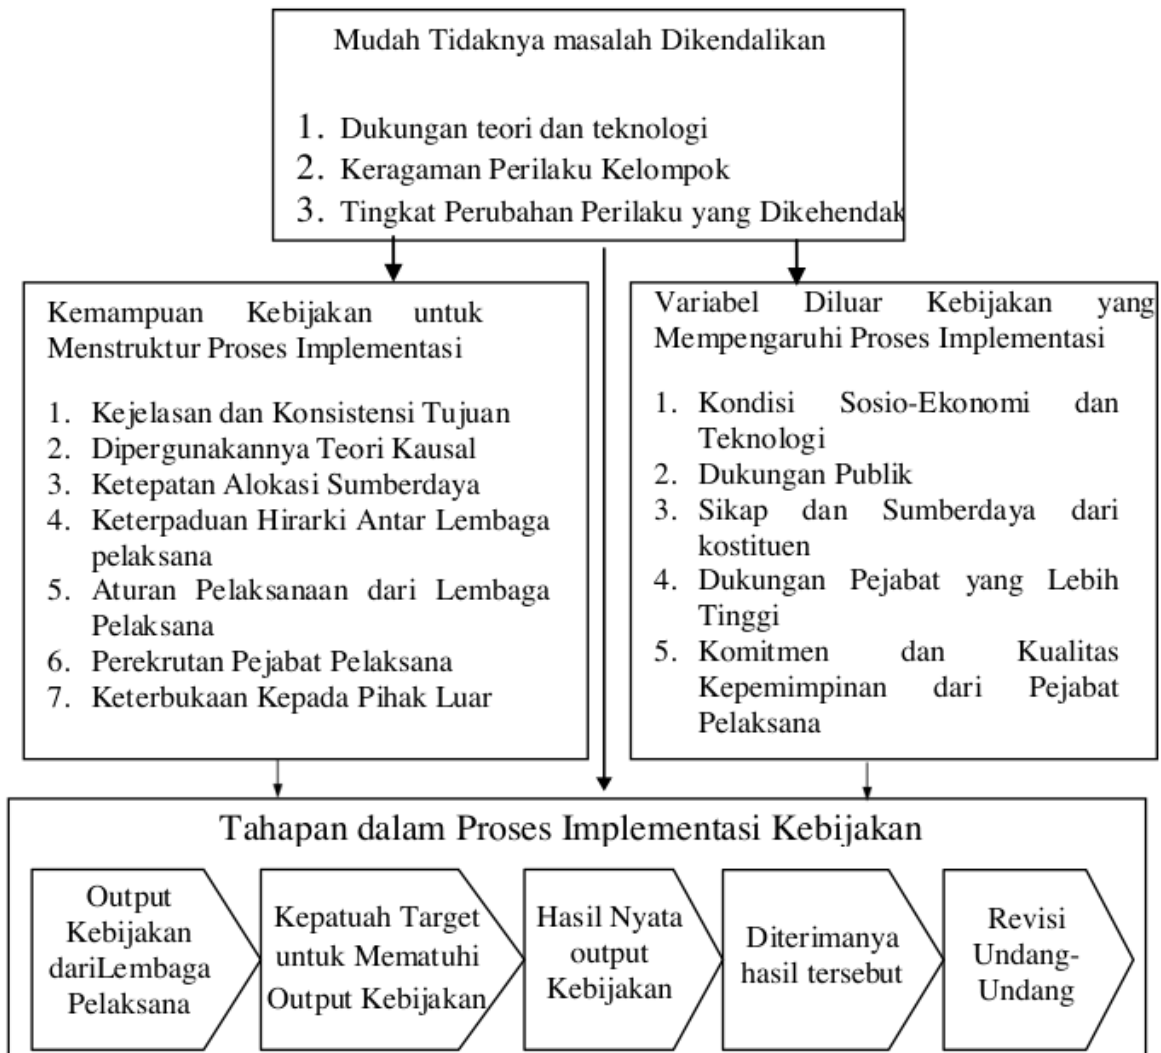 Mudah Tidaknya masalah Dikendalikan
1. Dukungan teori dan teknologi
2. Keragaman Perilaku Kelompok
3. Tingkat Perubahan Perilaku yang Dikehendak
Kemampuan Kebijakan untuk
Menstruktur Proses Implementasi
1. Kejelasan dan Konsistensi Tujuan
2. Dipergunakannya Teori Kausal
3. Ketepatan Alokasi Sumberdaya
4. Keterpaduan Hirarki Antar Lembaga
pelaksana
5. Aturan Pelaksanaan dari Lembaga
Pelaksana
6. Perekrutan Pejabat Pelaksana
7. Keterbukaan Kepada Pihak Luar
Variabel Diluar Kebijakan yang
Mempengaruhi Proses Implementasi
1. Kondisi Sosio-Ekonomi dan
Teknologi
2. Dukungan Publik
3. Sikap dan Sumberdaya dari
kostituen
4. Dukungan Pejabat yang Lebih
Tinggi
5. Komitmen dan Kualitas
Kepemimpinan dari Pejabat
Pelaksana
Tahapan dalam Proses Implementasi Kebijakan
Output
Kebijakan
dariLembaga
Pelaksana
Kepatuah Target
untuk Mematuhi
Output Kebijakan
Hasil Nyata
output
Kebijakan
Diterimanya
hasil tersebut
Revisi
Undang-
Undang